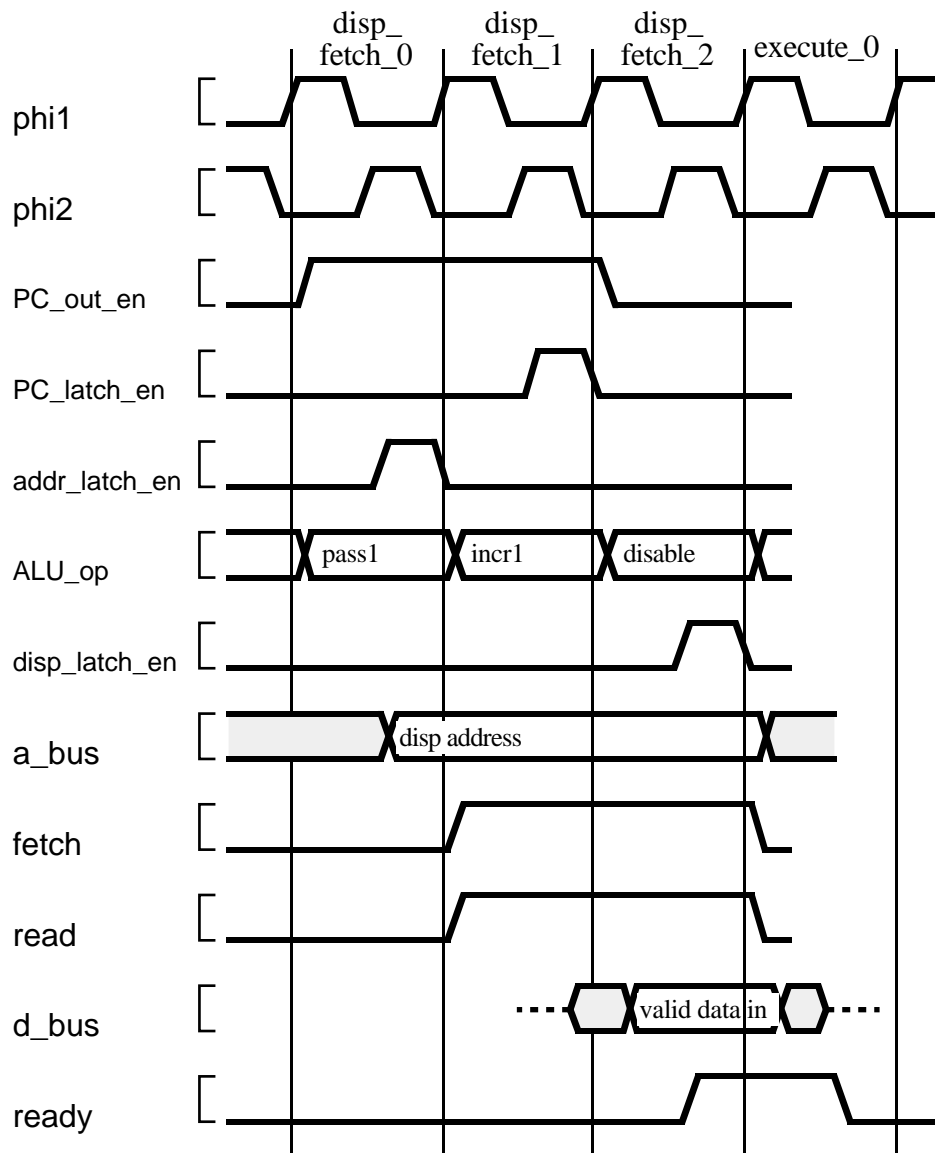 disp_
fetch_0
disp_
fetch_1
disp_
fetch_2
execute_0
phi1
phi2
PC_out_en
PC_latch_en
addr_latch_en
ALU_op
pass1
incr1
disable
disp_latch_en
a_bus
disp address
fetch
read
d_bus
valid data in
ready